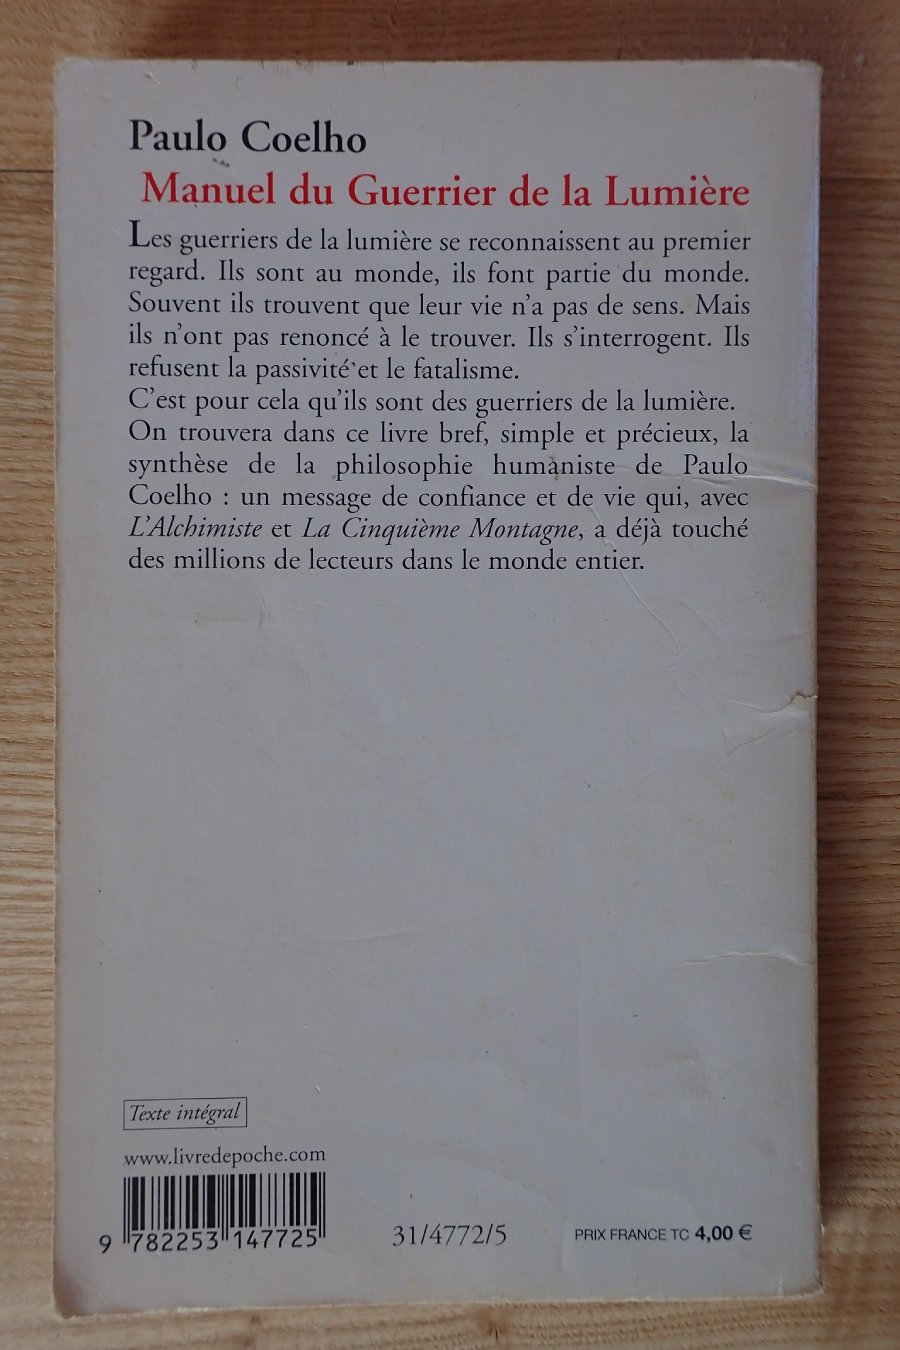 Paulo Coelho
Manuel du Guerrier de la Lumière
Les guerriers de la lumière se reconnaissent au premier
regard. Ils sont au monde, ils font partie du monde.
Souvent ils trouvent que leur vie n'a pas de sens. Mais
ils n'ont pas renoncé à le trouver. Ils s'interrogent. Ils
refusent la passivité et le fatalisme.
C'est pour cela qu'ils sont des guerriers de la lumière.
On trouvera dans ce livre bref, simple et précieux, la
synthèse de la philosophie humaniste de Paulo
Coelho : un message de confiance et de vie qui, avec
L'Alchimiste et La Cinquième Montagne, a déjà touché
des millions de lecteurs dans le monde entier.
Texte intégral
www.livredepoche.com
9 782253 147725
31/4772/5
PRIX FRANCE TC 4,00 €